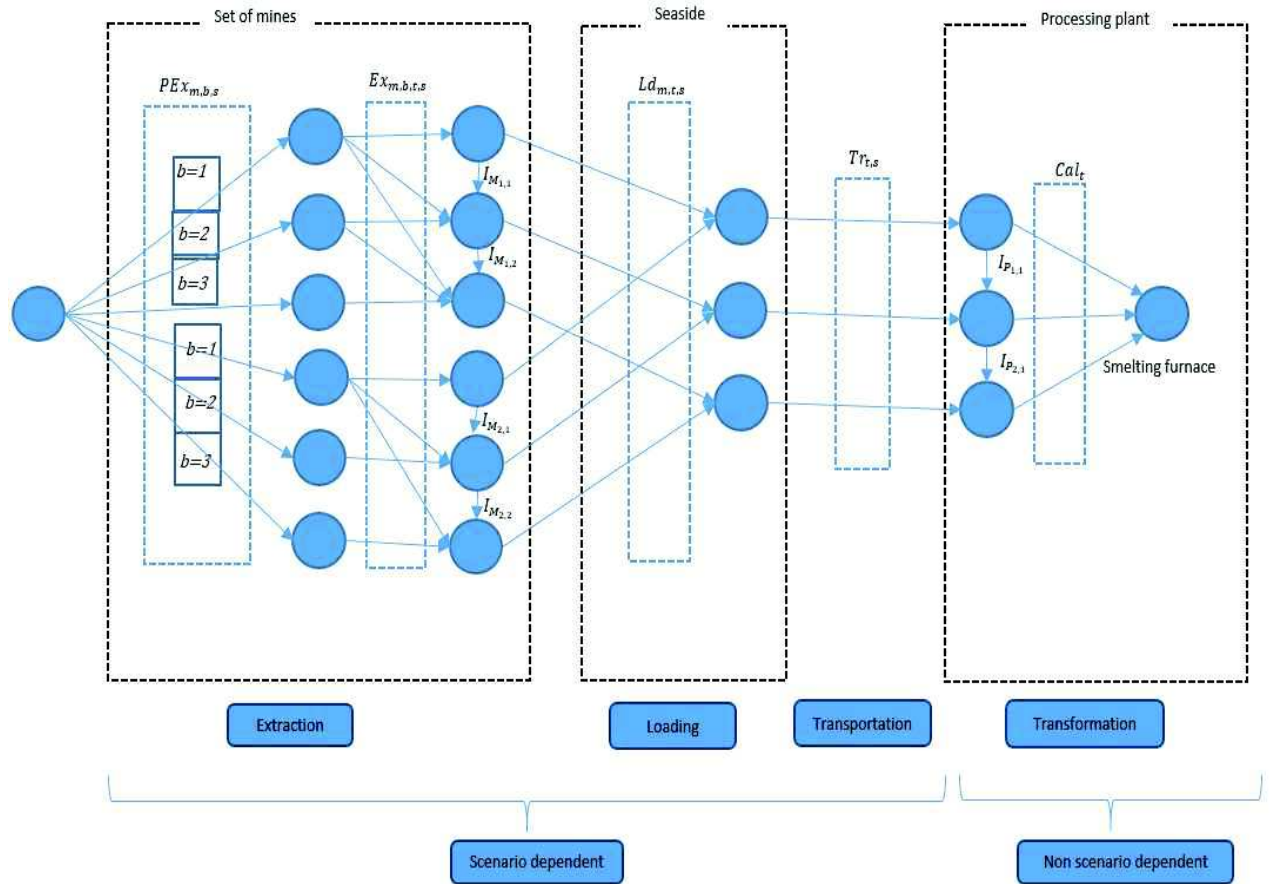 Set of mines
Seaside
Processing plant
PEx_{m,b,s}
Ex_{m,b,t,s}
Ld_{m,t,s}
Tr_{t,s}
Cal_t
b=1
b=2
b=3
b=1
b=2
b=3
I_{M_{1,1}}
I_{M_{1,2}}
I_{M_{2,1}}
I_{M_{2,2}}
I_{P_{1,1}}
I_{P_{2,1}}
Smelting furnace
Extraction
Loading
Transportation
Transformation
Scenario dependent
Non scenario dependent